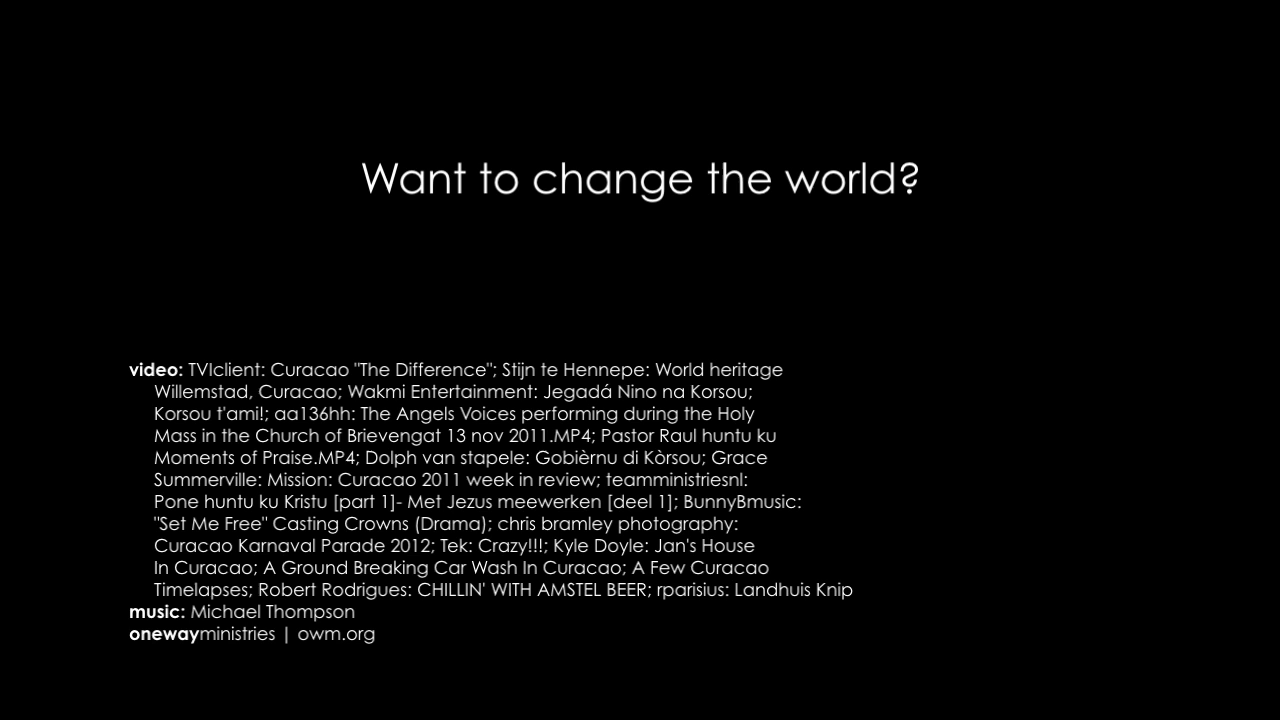 Want to change the world?
video: TVIclient: Curacao "The Difference"; Stijn te Hennepe: World heritage
Willemstad, Curacao; Wakmi Entertainment: Jegadá Nino na Korsou;
Korsou t'ami!; aa136hh: The Angels Voices performing during the Holy
Mass in the Church of Brievengat 13 nov 2011.MP4; Pastor Raul huntu ku
Moments of Praise.MP4; Dolph van stapele: Gobièrnu di Kòrsou; Grace
Summerville: Mission: Curacao 2011 week in review; teamministriesnl:
Pone huntu ku Kristu [part 1]- Met Jezus meewerken [deel 1]; BunnyBmusic:
"Set Me Free" Casting Crowns (Drama); chris bramley photography:
Curacao Karnaval Parade 2012; Tek: Crazy!!!; Kyle Doyle: Jan's House
In Curacao; A Ground Breaking Car Wash In Curacao; A Few Curacao
Timelapses; Robert Rodrigues: CHILLIN' WITH AMSTEL BEER; rparisius: Landhuis Knip
music: Michael Thompson
onewayministries | owm.org